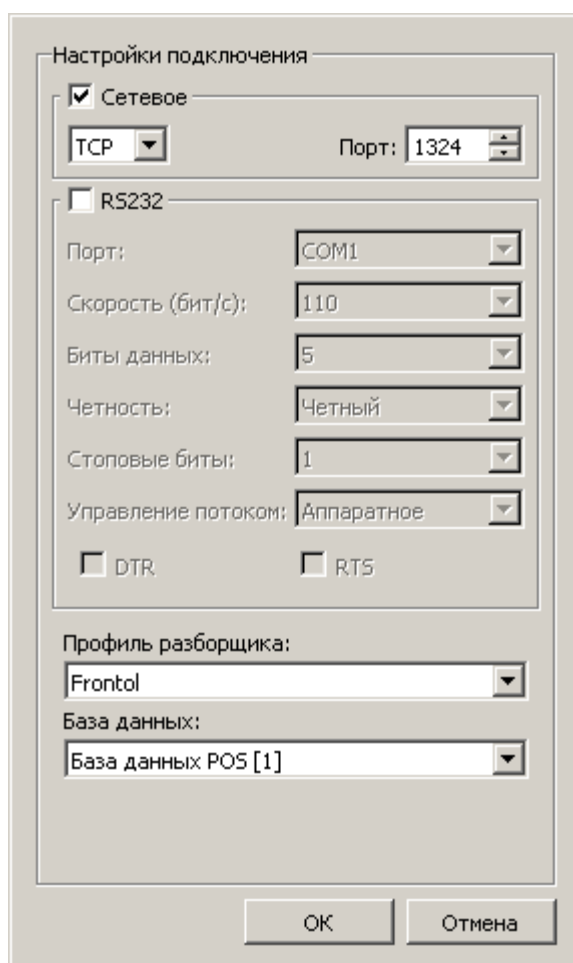 Настройки подключения
Сетевое
TCP Порт: 1324
RS232
Порт: COM1
Скорость (бит/с): 110
Биты данных: 5
Четность: Четный
Стоповые биты: 1
Управление потоком: Аппаратное
DTR RTS
Профиль разборщика:
Frontol
База данных:
База данных POS [1]
OK Отмена